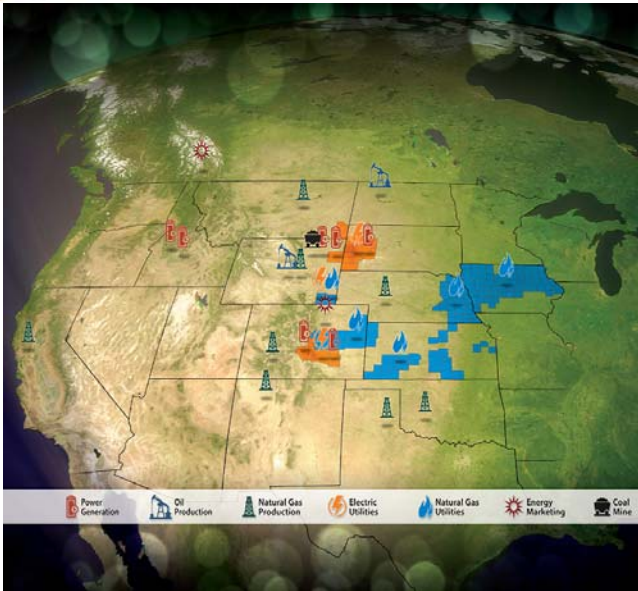 Power
Generation
Oil
Production
Natural Gas
Production
Electric
Utilities
Natural Gas
Utilities
Energy
Marketing
Coal
Mine